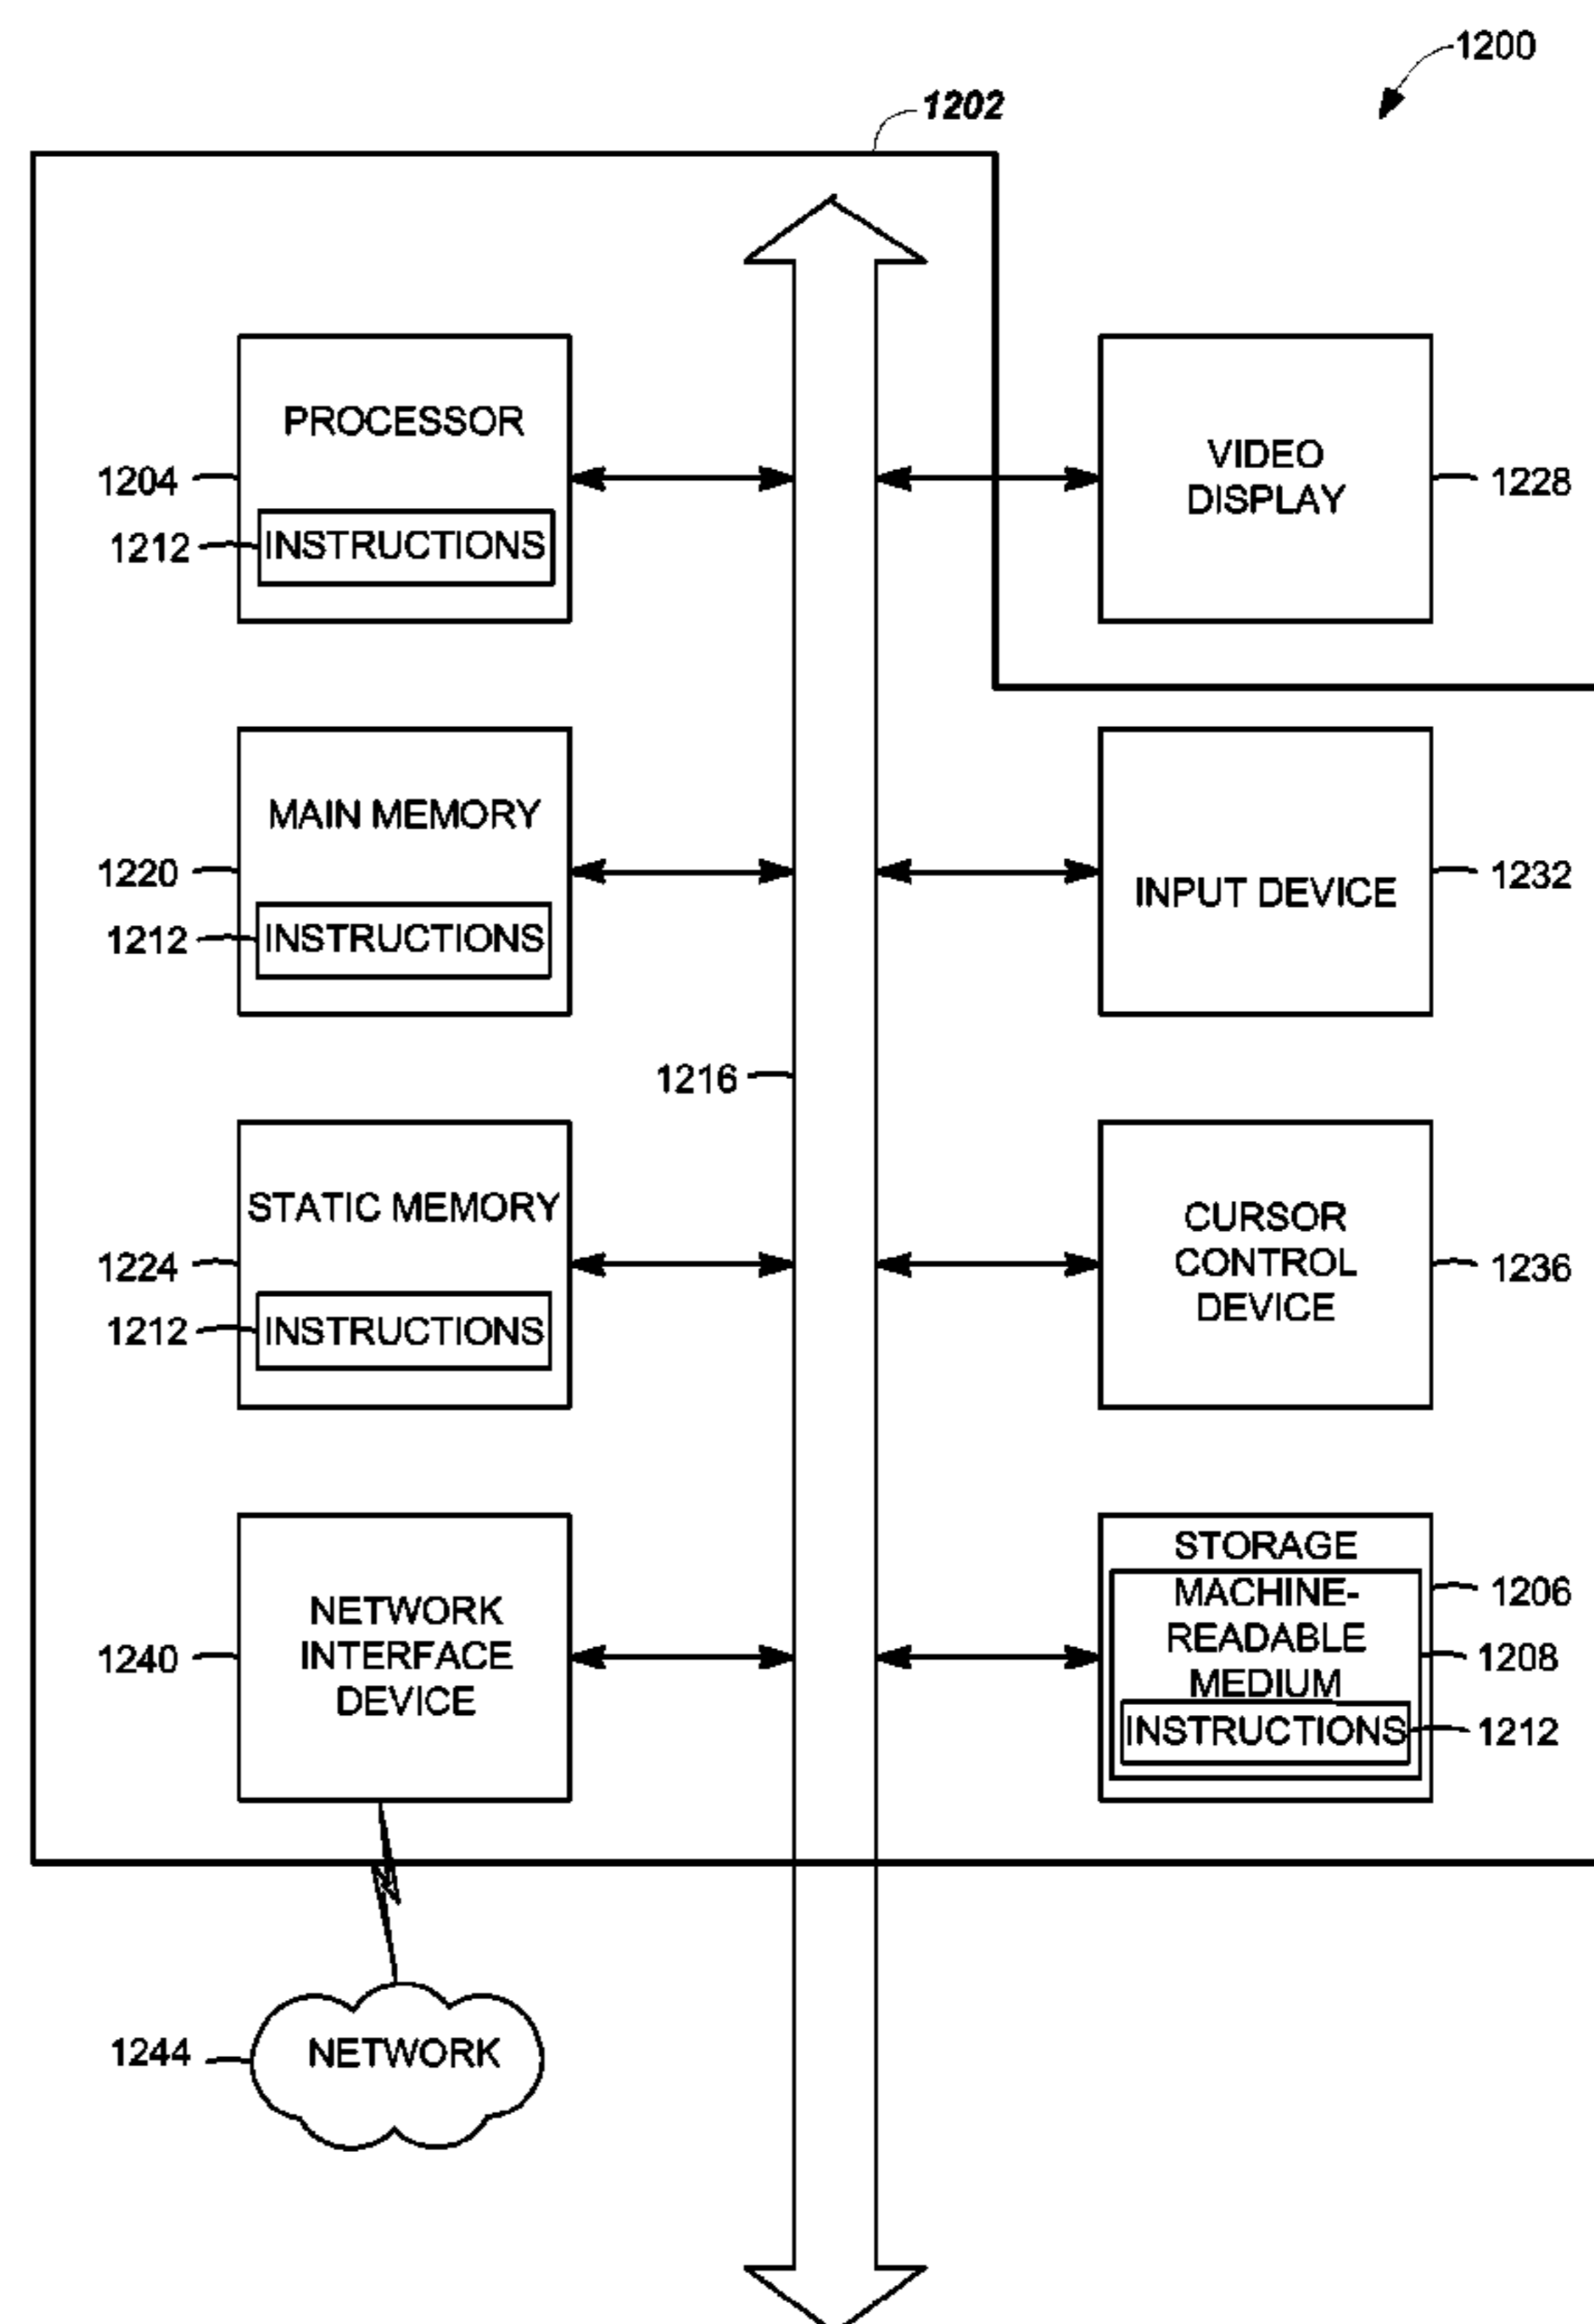 1200
1202
PROCESSOR
1204
1212
INSTRUCTIONS
VIDEO
DISPLAY
1228
MAIN MEMORY
1220
1212
INSTRUCTIONS
INPUT DEVICE
1232
1216
STATIC MEMORY
1224
1212
INSTRUCTIONS
CURSOR
CONTROL
DEVICE
1236
NETWORK
INTERFACE
DEVICE
1240
STORAGE
MACHINE-
READABLE
MEDIUM
INSTRUCTIONS
1206
1208
1212
1244
NETWORK